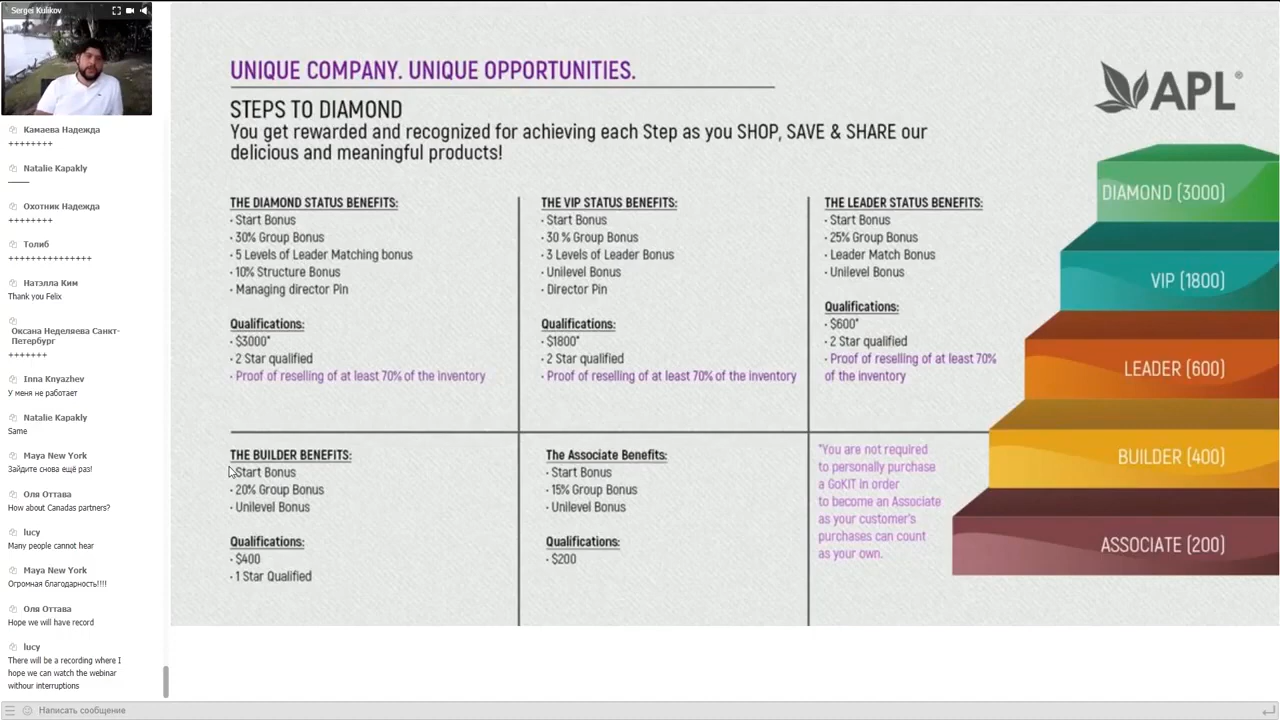 Sergei Kulikov
Камаева Надежда
++++++++
Natalie Kapakly
Охотник Надежда
++++++++
Толиб
+++++++++++++++
Натэлла Ким
Thank you Felix
Оксана Неделяева Санкт-
Петербург
+++++++
Inna Knyazhev
У меня не работает
Natalie Kapakly
Same
Maya New York
Зайдите снова ещё раз!
Оля Оттава
How about Canadas partners?
lucy
Many people cannot hear
Maya New York
Огромная благодарность!!!!
Оля Оттава
Hope we will have record
lucy
There will be a recording where I
hope we can watch the webinar
withour interruptions
Написать сообщение
UNIQUE COMPANY. UNIQUE OPPORTUNITIES.
APL®
STEPS TO DIAMOND
You get rewarded and recognized for achieving each Step as you SHOP, SAVE & SHARE our
delicious and meaningful products!
THE DIAMOND STATUS BENEFITS:
· Start Bonus
· 30% Group Bonus
· 5 Levels of Leader Matching bonus
· 10% Structure Bonus
· Managing director Pin
Qualifications:
· $3000*
· 2 Star qualified
· Proof of reselling of at least 70% of the inventory
THE VIP STATUS BENEFITS:
· Start Bonus
· 30 % Group Bonus
· 3 Levels of Leader Bonus
· Unilevel Bonus
· Director Pin
Qualifications:
· $1800*
· 2 Star qualified
· Proof of reselling of at least 70% of the inventory
THE LEADER STATUS BENEFITS:
· Start Bonus
· 25% Group Bonus
· Leader Match Bonus
· Unilevel Bonus
Qualifications:
· $600*
· 2 Star qualified
· Proof of reselling of at least 70%
of the inventory
THE BUILDER BENEFITS:
· Start Bonus
· 20% Group Bonus
· Unilevel Bonus
Qualifications:
· $400
· 1 Star Qualified
The Associate Benefits:
· Start Bonus
· 15% Group Bonus
· Unilevel Bonus
Qualifications:
· $200
*You are not required
to personally purchase
a GoKIT in order
to become an Associate
as your customer's
purchases can count
as your own.
DIAMOND (3000)
VIP (1800)
LEADER (600)
BUILDER (400)
ASSOCIATE (200)